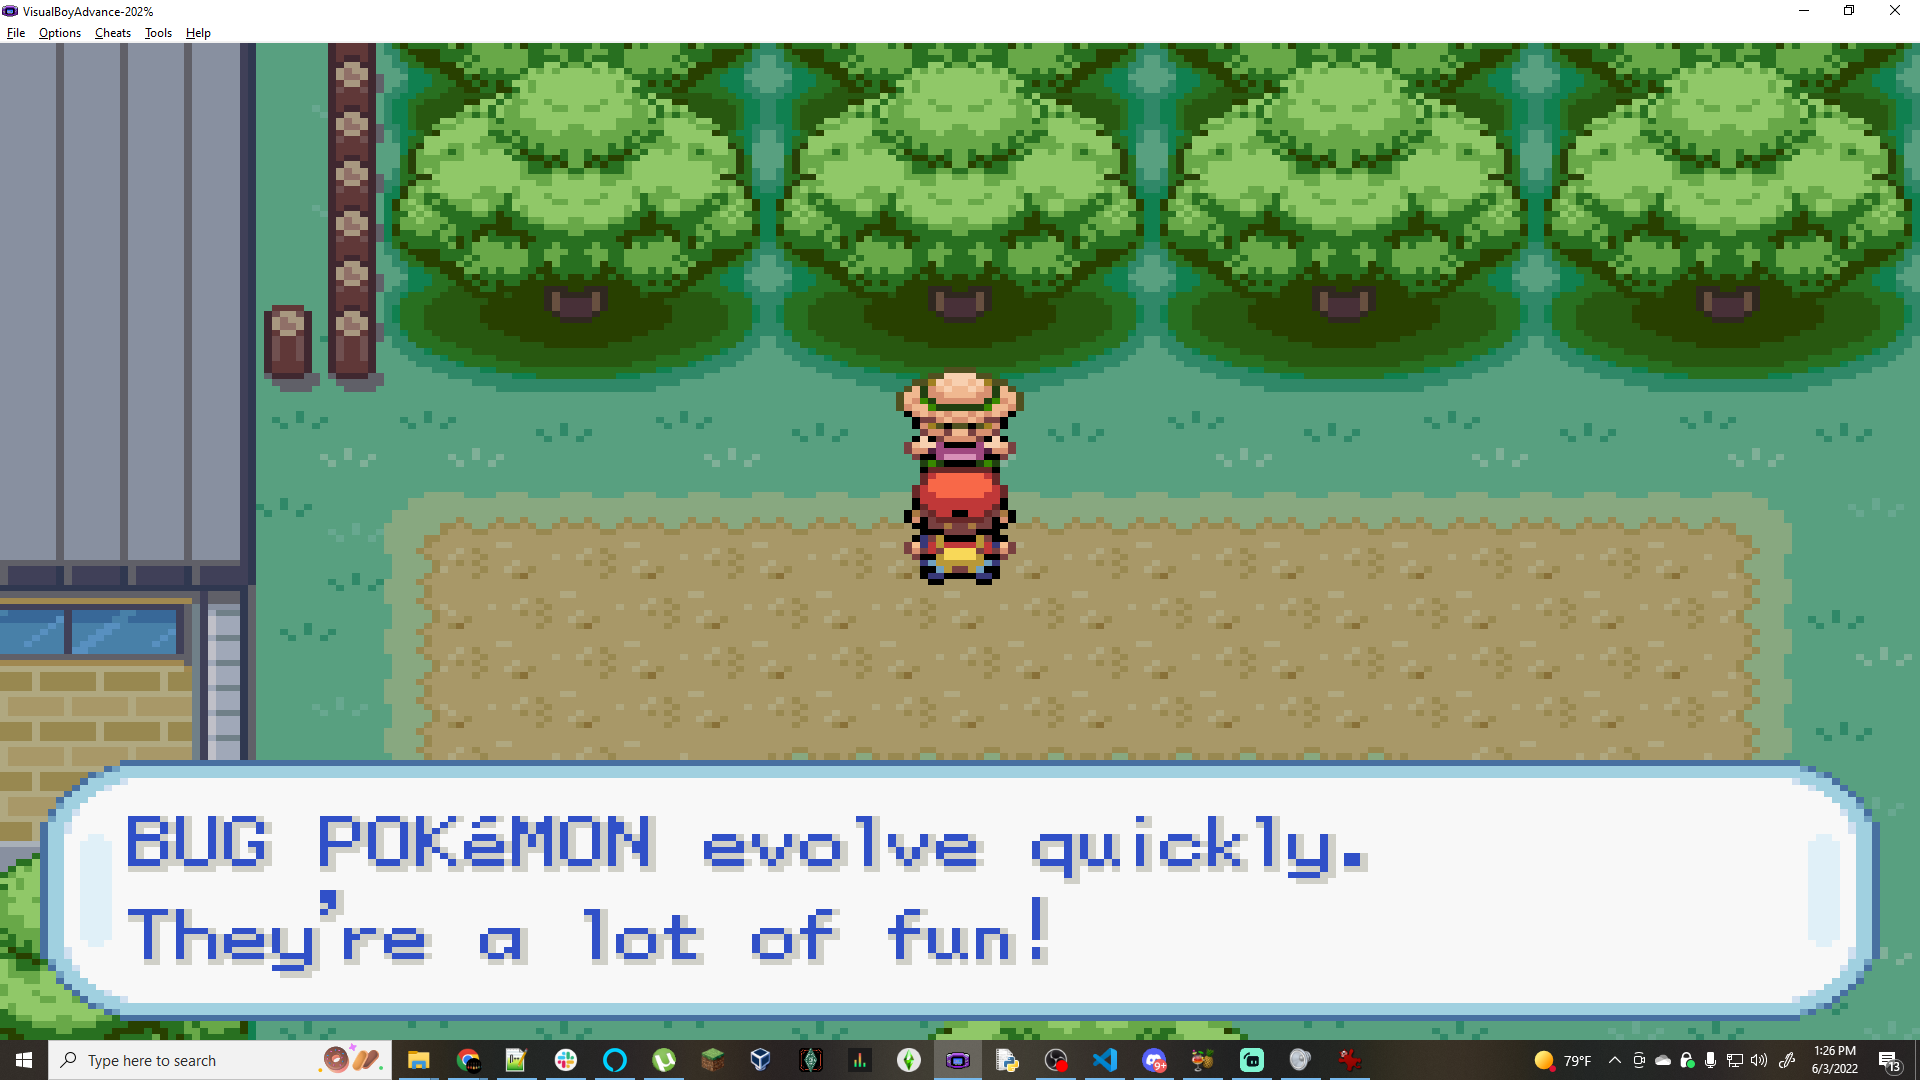 VisualBoyAdvance-202%
File Options Cheats Tools Help
BUG POKéMON evolve quickly.
They're a lot of fun!
Type here to search
9+
79°F
1:26 PM
6/3/2022
13